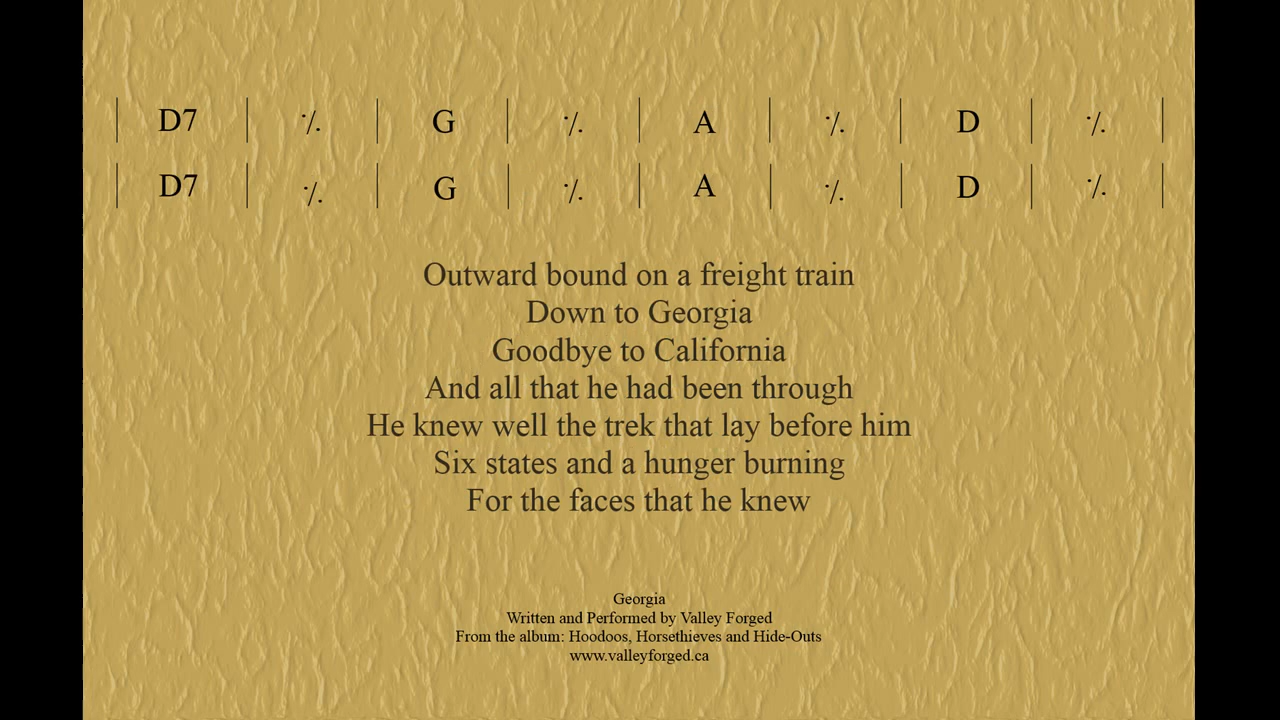 | D7 | ٪ | G | ٪ | A | ٪ | D | ٪ |
| D7 | ٪ | G | ٪ | A | ٪ | D | ٪ |
Outward bound on a freight train
Down to Georgia
Goodbye to California
And all that he had been through
He knew well the trek that lay before him
Six states and a hunger burning
For the faces that he knew
Georgia
Written and Performed by Valley Forged
From the album: Hoodoos, Horsethieves and Hide-Outs
www.valleyforged.ca